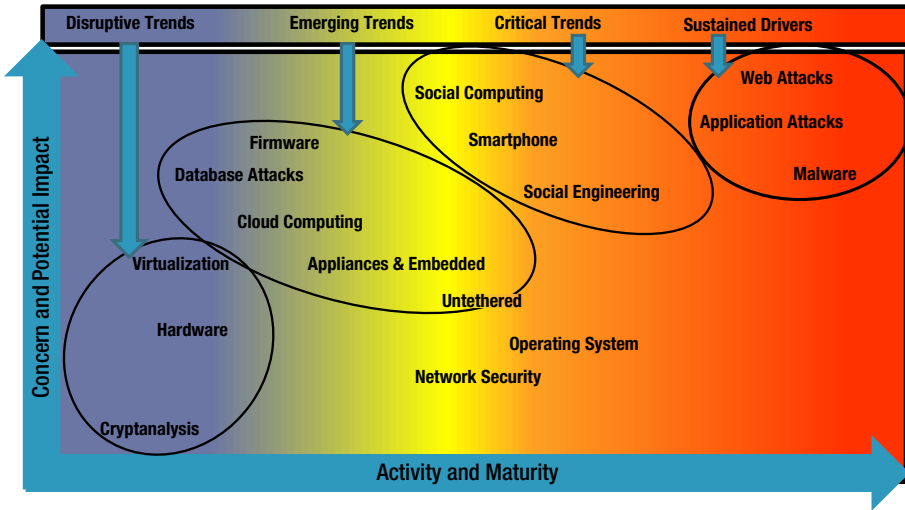 Disruptive Trends
Emerging Trends
Critical Trends
Sustained Drivers
Web Attacks
Social Computing
Application Attacks
Smartphone
Firmware
Malware
Database Attacks
Social Engineering
Cloud Computing
Virtualization
Appliances & Embedded
Untethered
Hardware
Operating System
Network Security
Cryptanalysis
Concern and Potential Impact
Activity and Maturity